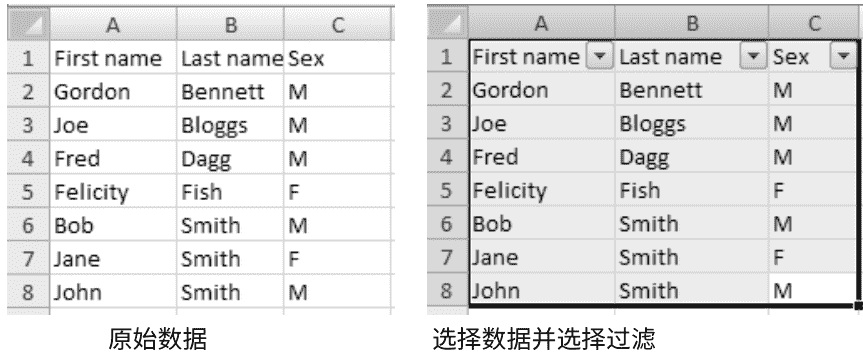 A B C
1 First name Last name Sex
2 Gordon Bennett M
3 Joe Bloggs M
4 Fred Dagg M
5 Felicity Fish F
6 Bob Smith M
7 Jane Smith F
8 John Smith M
原始数据
A B C
1 First name Last name Sex
2 Gordon Bennett M
3 Joe Bloggs M
4 Fred Dagg M
5 Felicity Fish F
6 Bob Smith M
7 Jane Smith F
8 John Smith M
选择数据并选择过滤